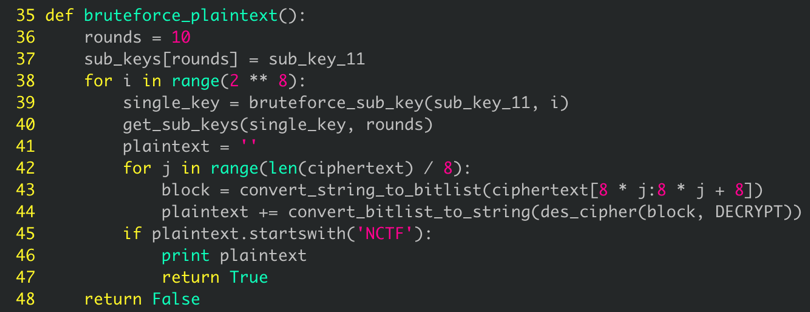 35 def bruteforce_plaintext():
36     rounds = 10
37     sub_keys[rounds] = sub_key_11
38     for i in range(2 ** 8):
39         single_key = bruteforce_sub_key(sub_key_11, i)
40         get_sub_keys(single_key, rounds)
41         plaintext = ''
42         for j in range(len(ciphertext) / 8):
43             block = convert_string_to_bitlist(ciphertext[8 * j:8 * j + 8])
44             plaintext += convert_bitlist_to_string(des_cipher(block, DECRYPT))
45         if plaintext.startswith('NCTF'):
46             print plaintext
47             return True
48     return False